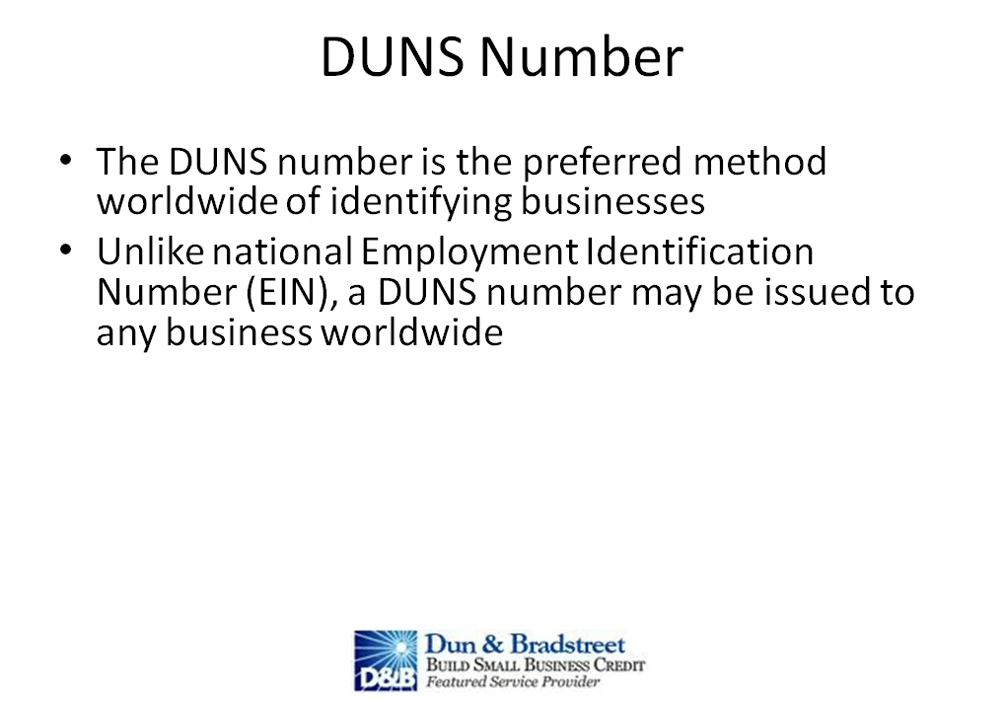 DUNS Number
• The DUNS number is the preferred method
worldwide of identifying businesses
• Unlike national Employment Identification
Number (EIN), a DUNS number may be issued to
any business worldwide
D&B
Dun & Bradstreet
BUILD SMALL BUSINESS CREDIT
Featured Service Provider